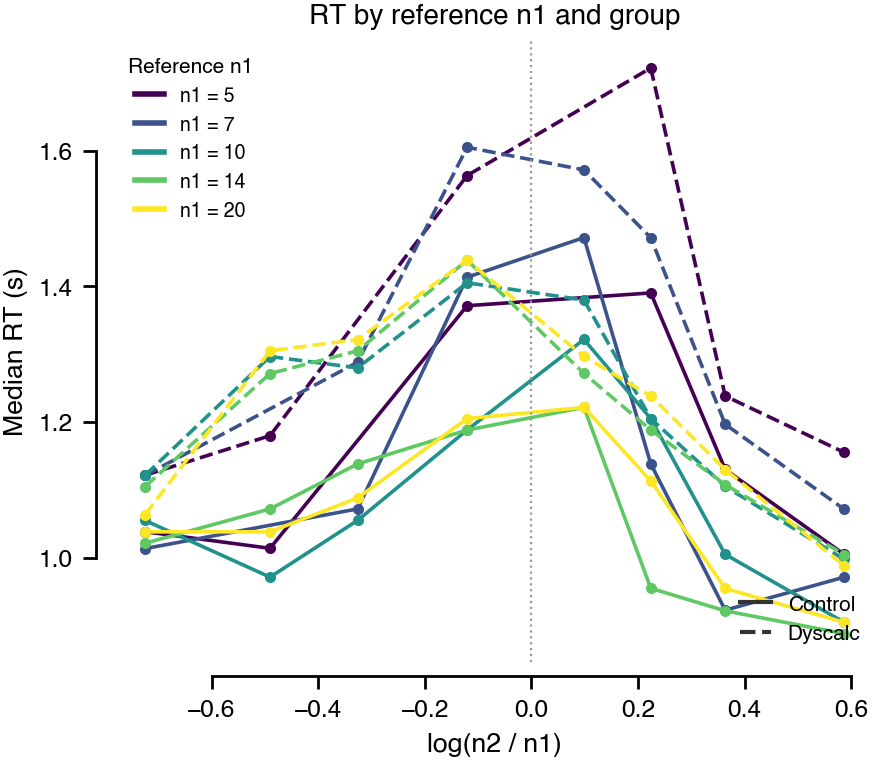 RT by reference n1 and group
Reference n1
n1 = 5
n1 = 7
n1 = 10
n1 = 14
n1 = 20
Median RT (s)
1.6
1.4
1.2
1.0
Control
Dyscalc
−0.6 −0.4 −0.2 0.0 0.2 0.4 0.6
log(n2 / n1)